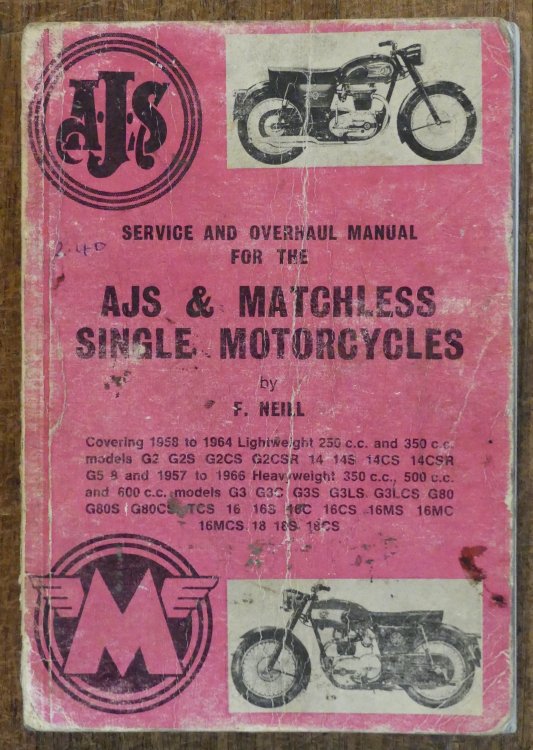 AJS
SERVICE AND OVERHAUL MANUAL
FOR THE
AJS & MATCHLESS
SINGLE MOTORCYCLES
by
F. NEILL
Covering 1958 to 1964 Lightweight 250 c.c. and 350 c.c.
models G2 G2S G2CS G2CSR 14 14S 14CS 14CSR
G5 8 and 1957 to 1966 Heavyweight 350 c.c., 500 c.c.
and 600 c.c. models G3 G3C G3S G3LS G3LCS G80
G80S G80CS TCS 16 16S 16C 16CS 16MS 16MC
16MCS 18 18S 18CS
M